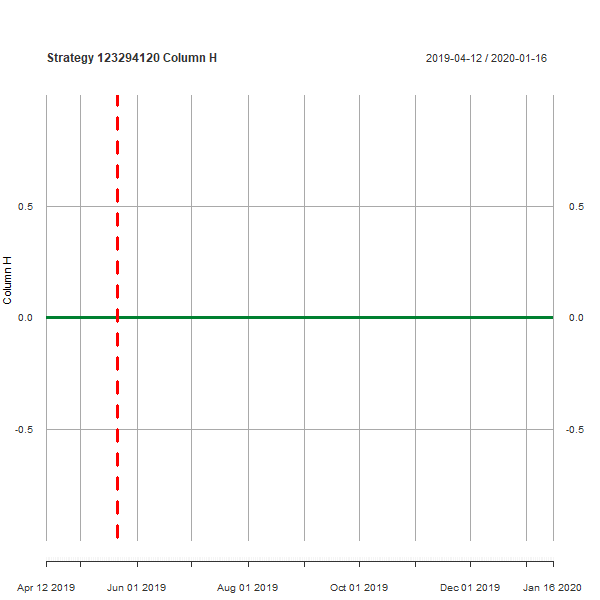 Strategy 123294120 Column H
2019-04-12 / 2020-01-16
0.5
0.5
Column H
0.0
0.0
-0.5
-0.5
Apr 12 2019
Jun 01 2019
Aug 01 2019
Oct 01 2019
Dec 01 2019
Jan 16 2020